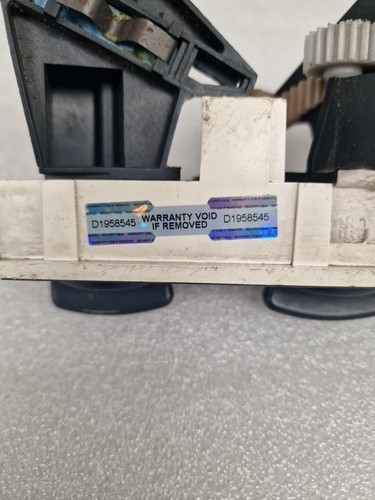 D1958545 WARRANTY VOID D1958545
IF REMOVED